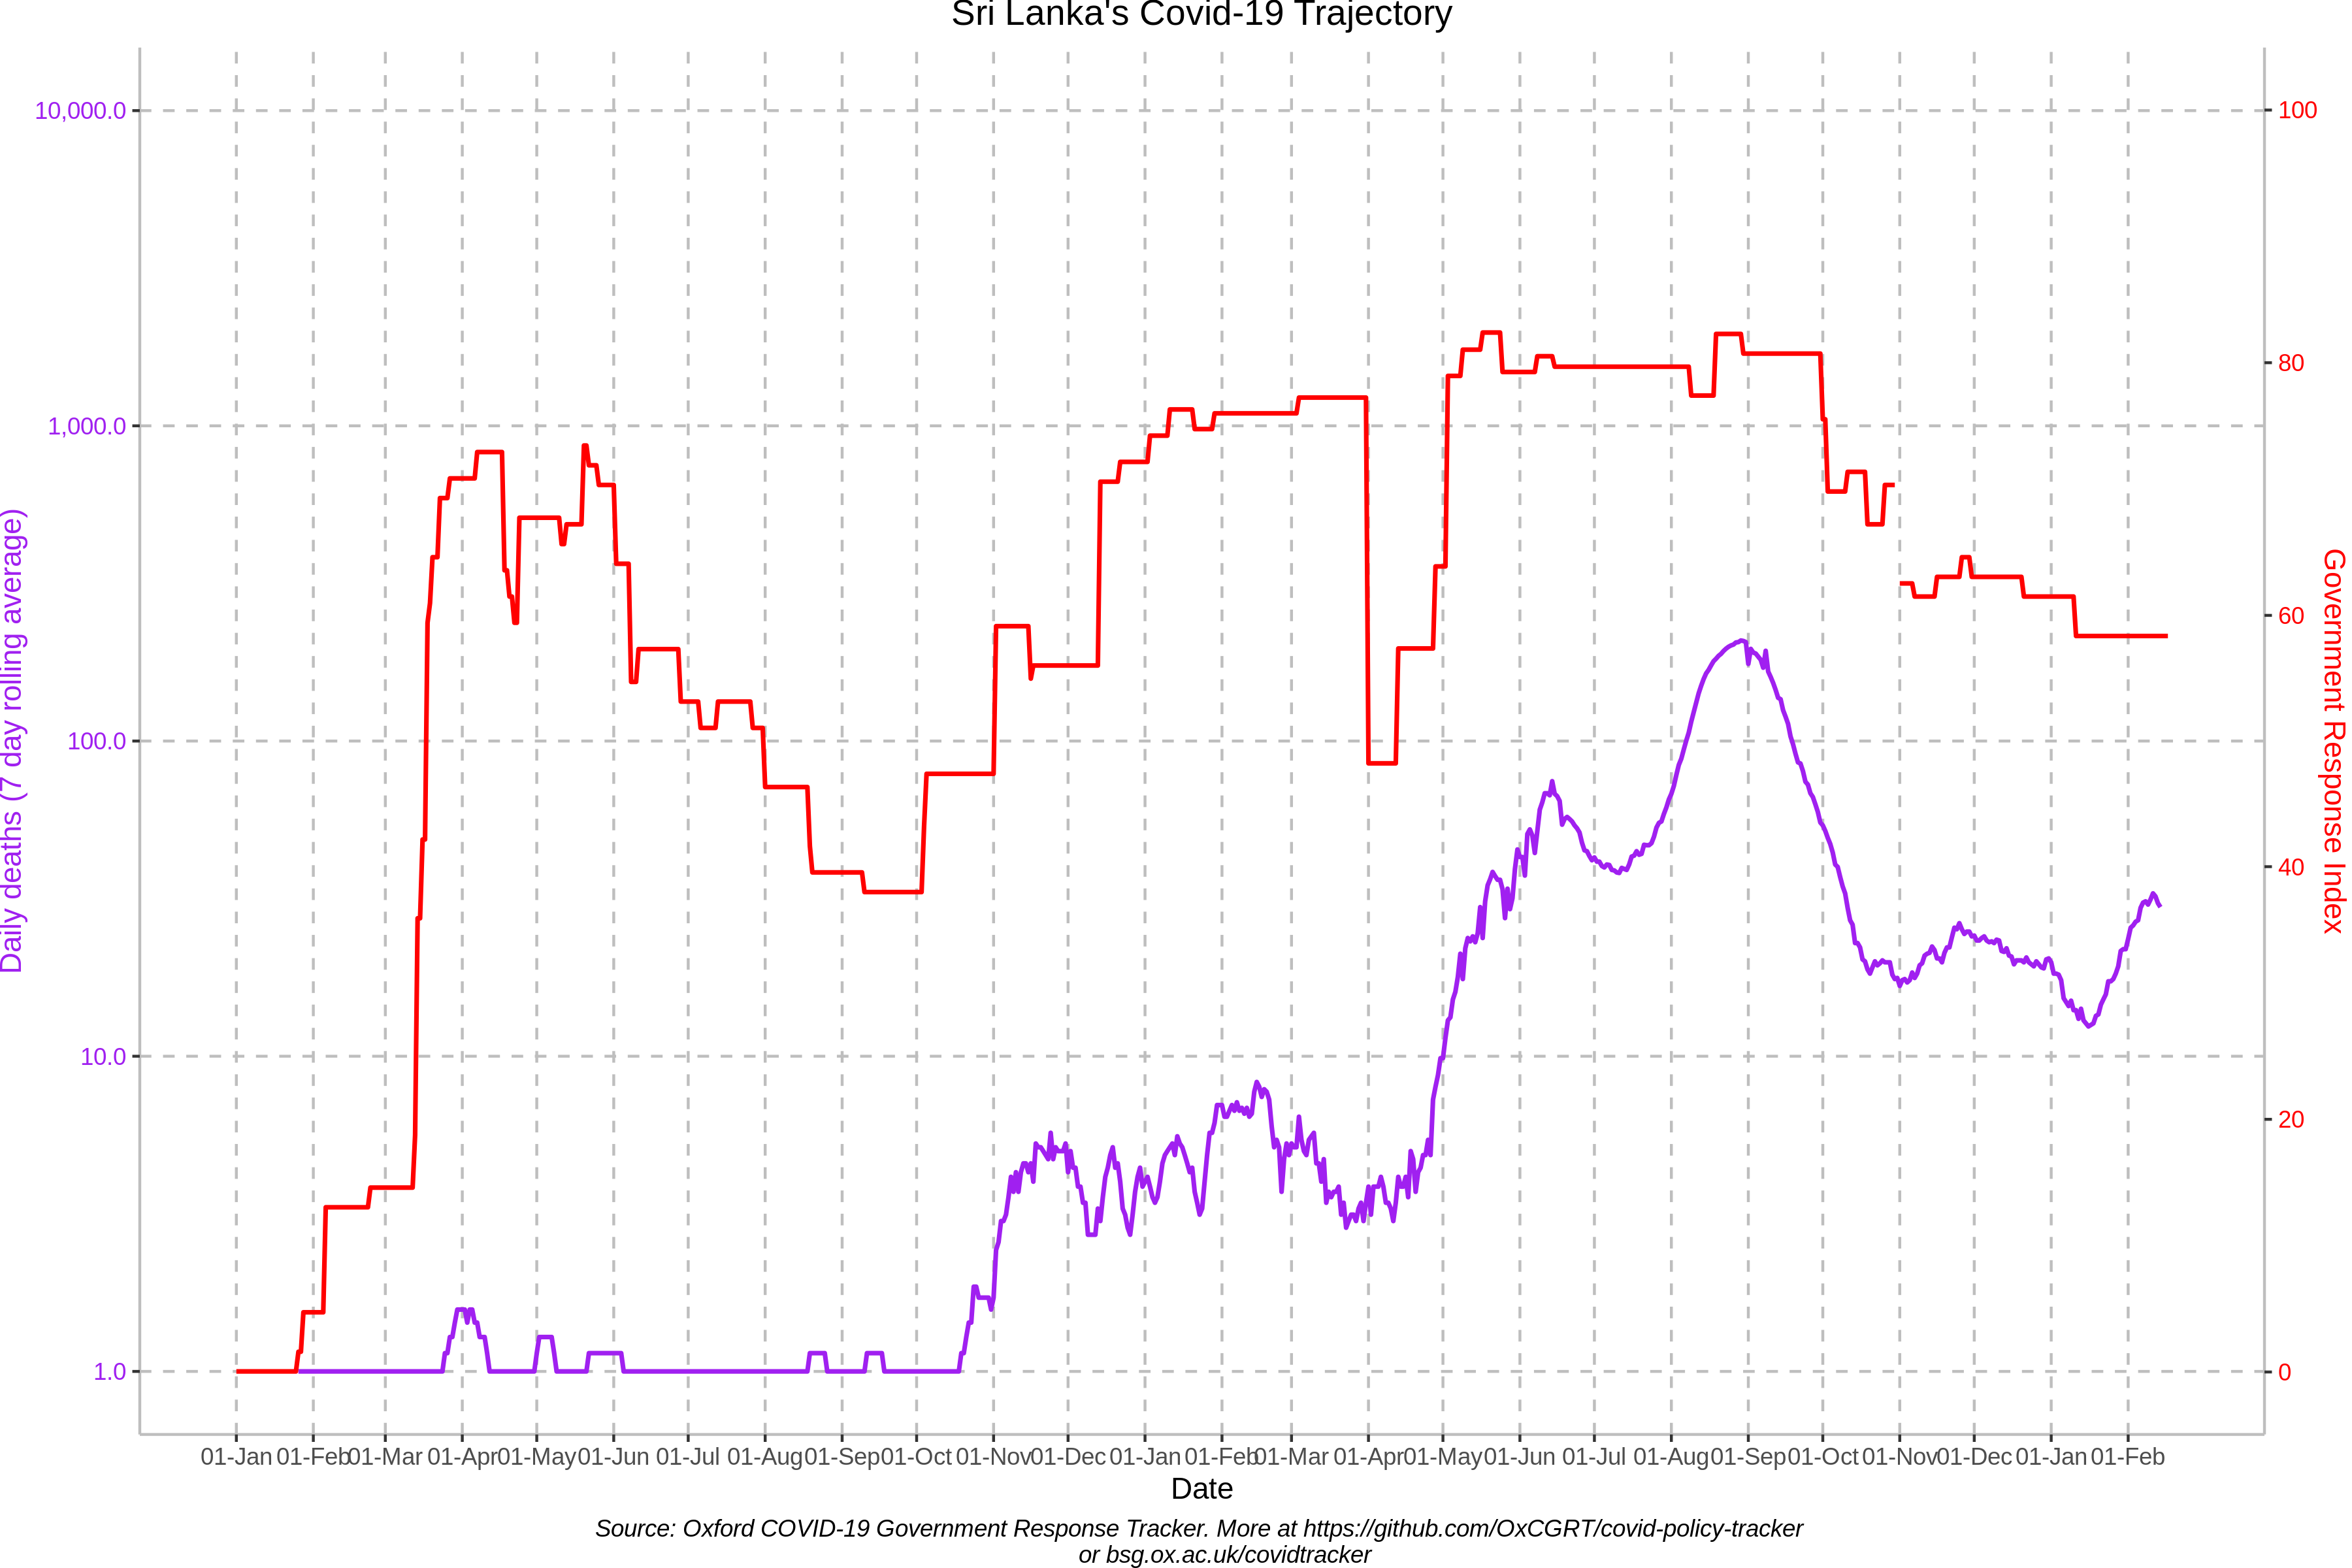 Sri Lanka's Covid-19 Trajectory
10,000.0
1,000.0
100.0
10.0
1.0
Daily deaths (7 day rolling average)
100
80
60
40
20
0
Government Response Index
01-Jan 01-Feb 01-Mar 01-Apr 01-May 01-Jun 01-Jul 01-Aug 01-Sep 01-Oct 01-Nov 01-Dec 01-Jan 01-Feb 01-Mar 01-Apr 01-May 01-Jun 01-Jul 01-Aug 01-Sep 01-Oct 01-Nov 01-Dec 01-Jan 01-Feb
Date
Source: Oxford COVID-19 Government Response Tracker. More at https://github.com/OxCGRT/covid-policy-tracker
or bsg.ox.ac.uk/covidtracker